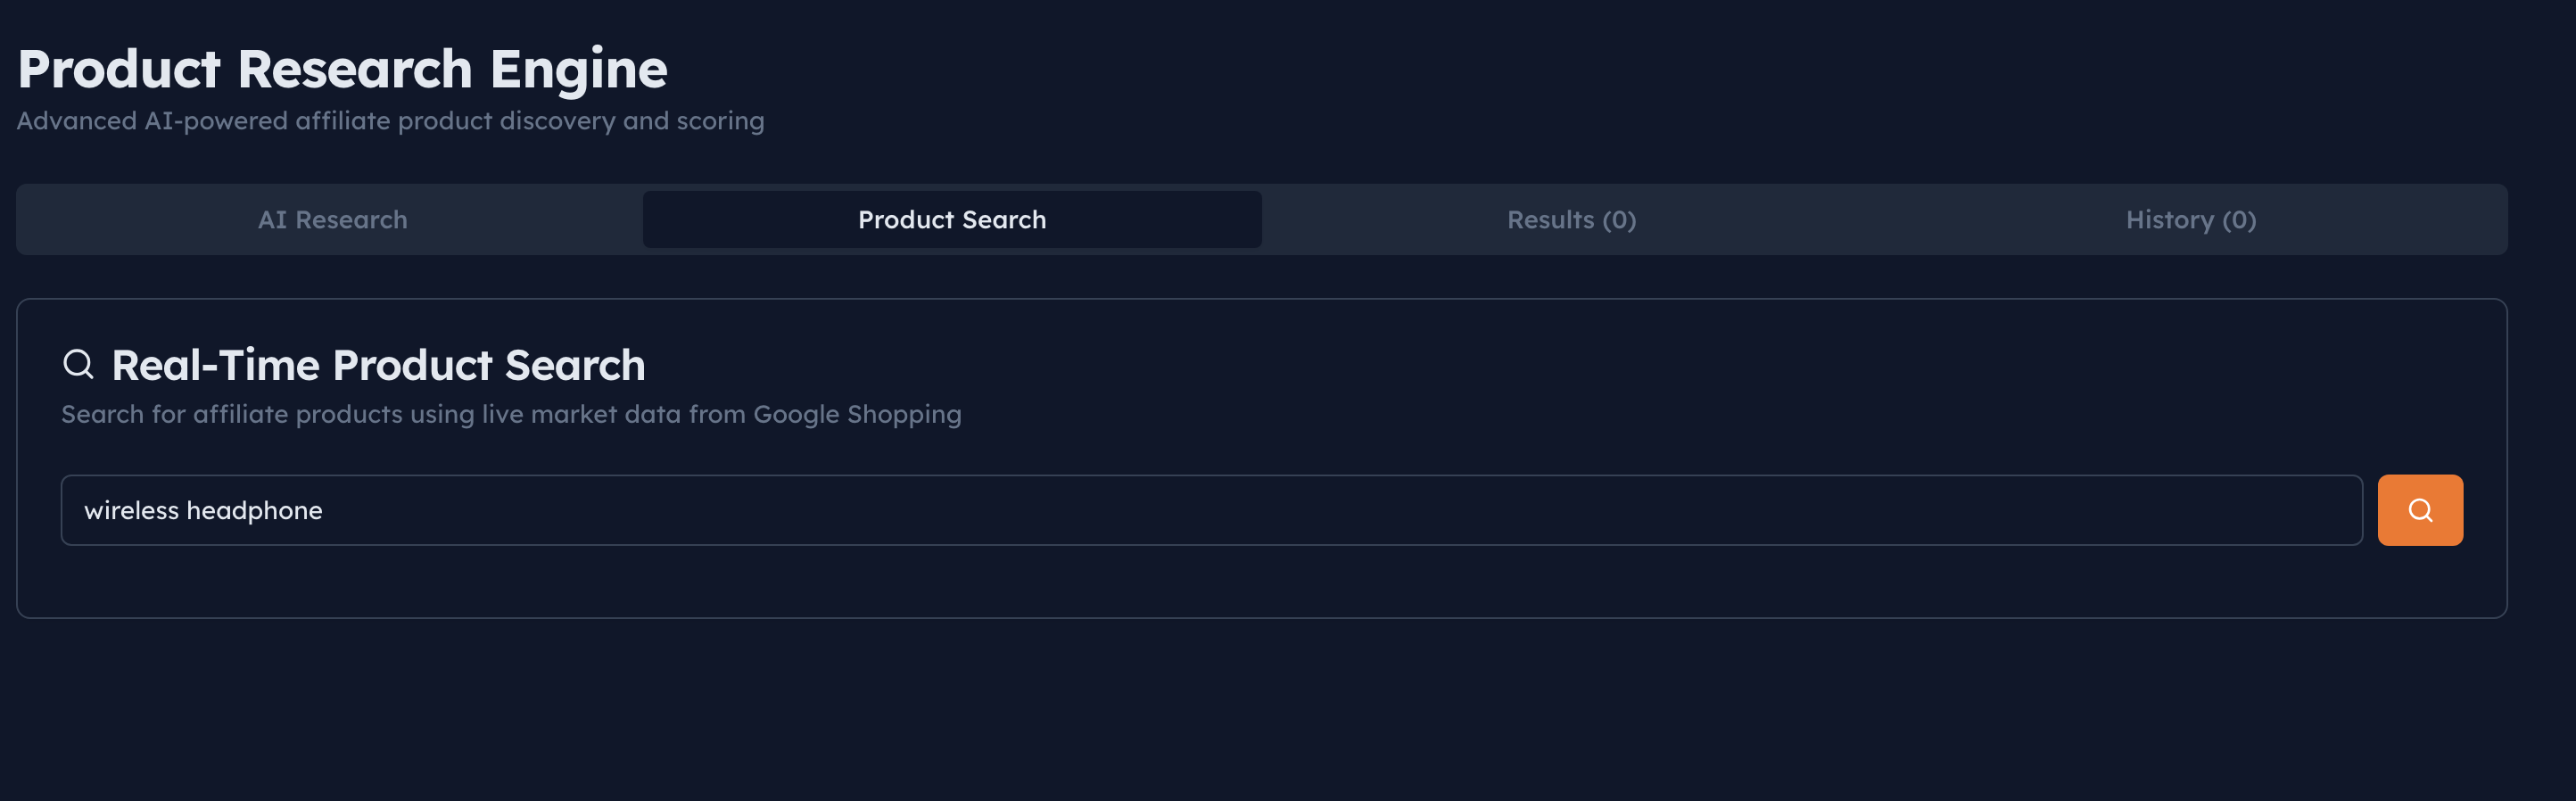 Product Research Engine
Advanced AI-powered affiliate product discovery and scoring
AI Research
Product Search
Results (0)
History (0)
Real-Time Product Search
Search for affiliate products using live market data from Google Shopping
wireless headphone